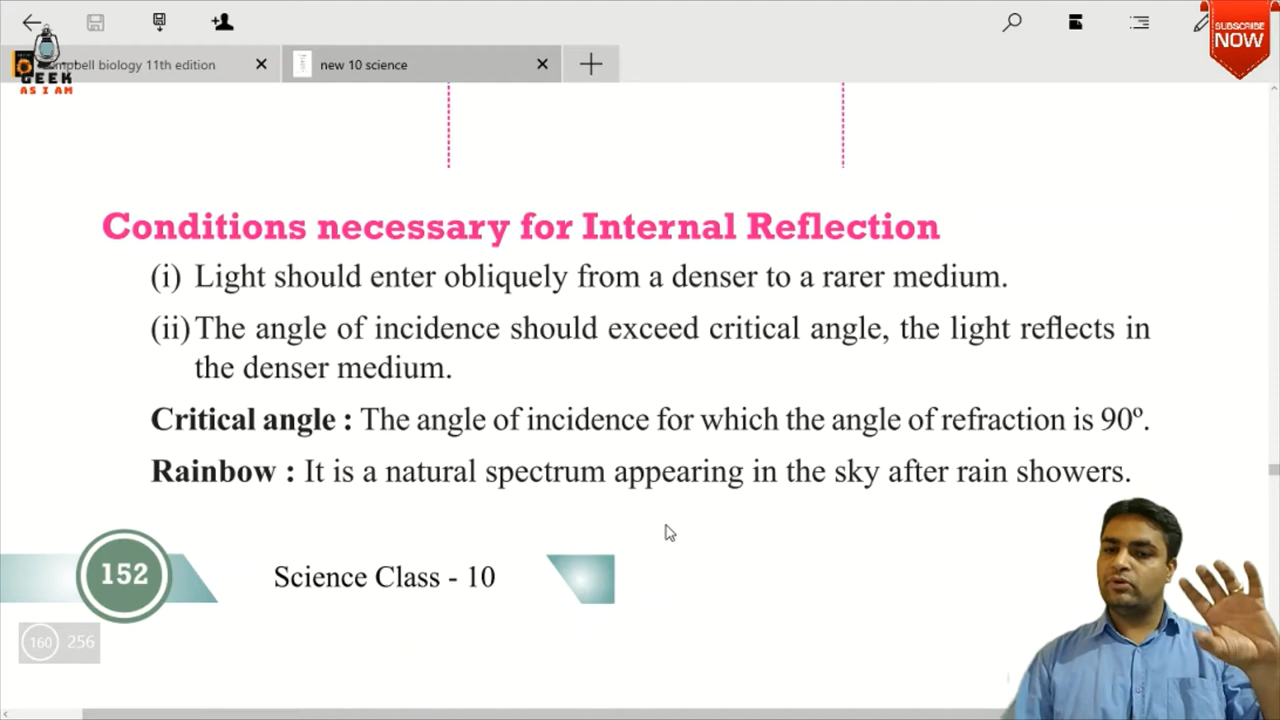 SUBSCRIBE
NOW
mpbell biology 11th edition
new 10 science
GEEK
AS I AM
Conditions necessary for Internal Reflection
(i) Light should enter obliquely from a denser to a rarer medium.
(ii) The angle of incidence should exceed critical angle, the light reflects in
the denser medium.
Critical angle : The angle of incidence for which the angle of refraction is 90º.
Rainbow : It is a natural spectrum appearing in the sky after rain showers.
152
Science Class - 10
160 256